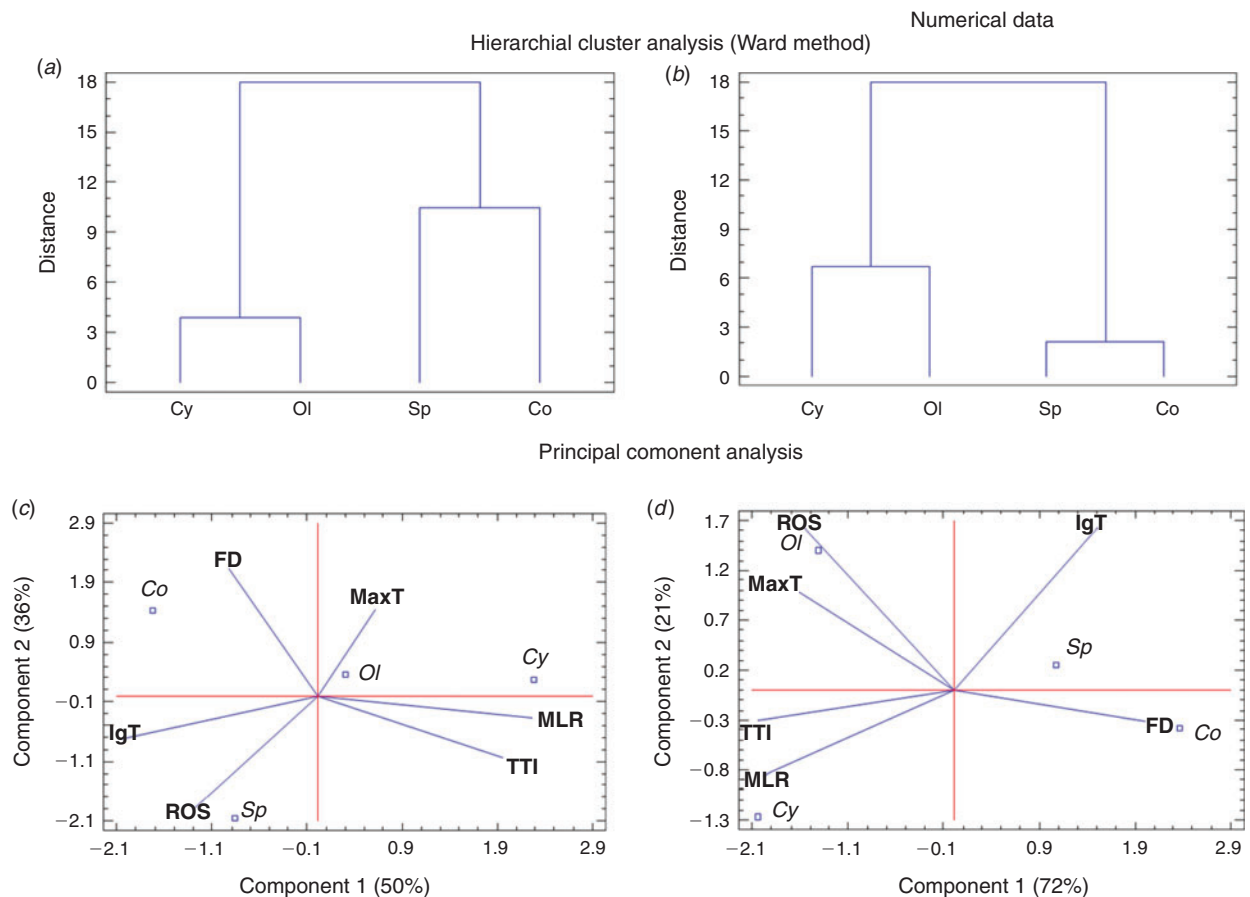 Numerical data
Hierarchial cluster analysis (Ward method)
(a)
18
15
12
9
6
3
0
Distance
Cy Ol Sp Co
(b)
18
15
12
9
6
3
0
Distance
Cy Ol Sp Co
Principal comonent analysis
(c)
2.9
1.9
0.9
−0.1
−1.1
−2.1
Component 2 (36%)
FD
Co
MaxT
Ol
Cy
MLR
IgT
TTI
ROS
Sp
−2.1 −1.1 −0.1 0.9 1.9 2.9
Component 1 (50%)
(d)
1.7
1.2
0.7
0.2
−0.3
−0.8
−1.3
Component 2 (21%)
ROS
IgT
Ol
MaxT
Sp
TTI
FD
Co
MLR
Cy
−2.1 −1.1 −0.1 0.9 1.9 2.9
Component 1 (72%)